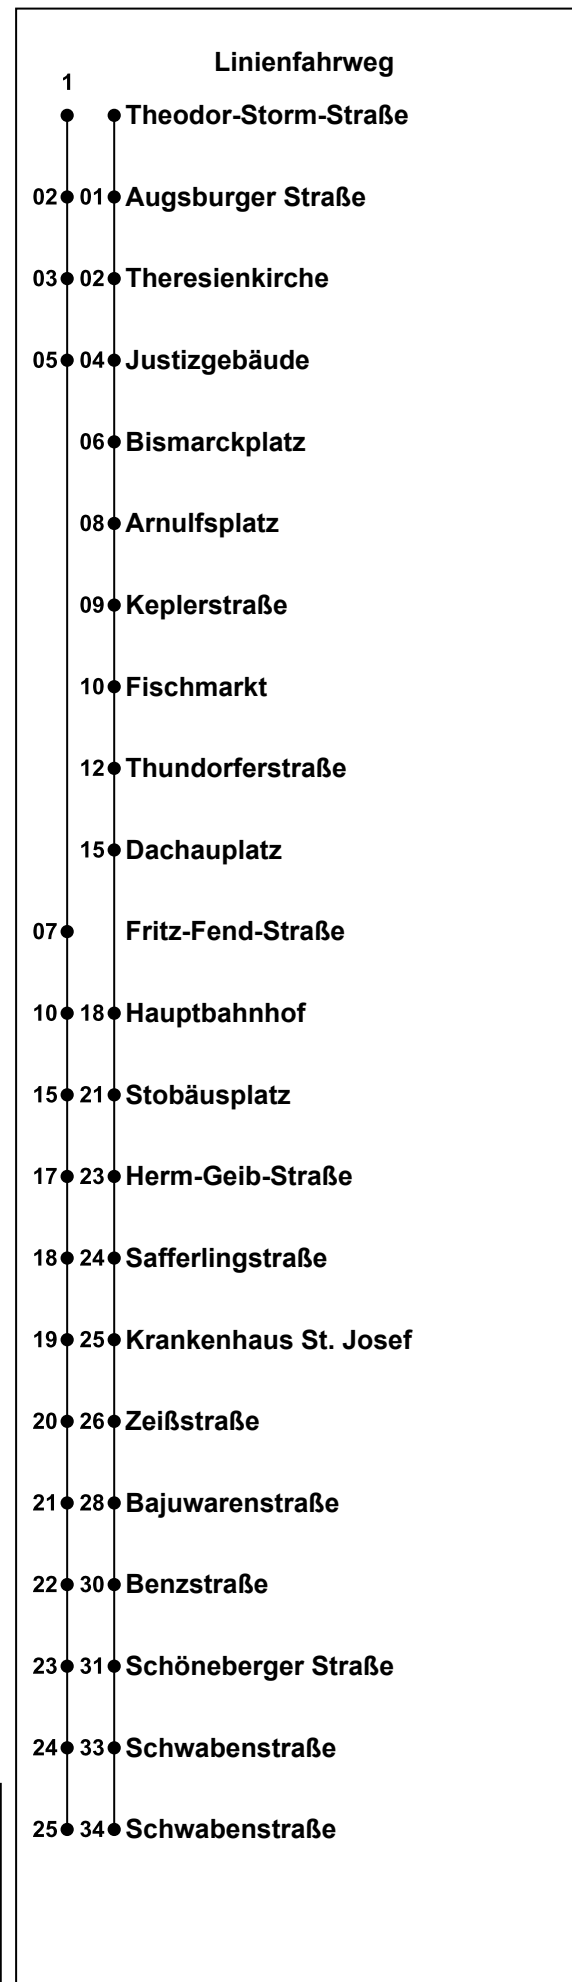 Linienfahrweg
1
Theodor-Storm-Straße
02 01 Augsburger Straße
03 02 Theresienkirche
05 04 Justizgebäude
06 Bismarckplatz
08 Arnulfsplatz
09 Keplerstraße
10 Fischmarkt
12 Thundorferstraße
15 Dachauplatz
07 Fritz-Fend-Straße
10 18 Hauptbahnhof
15 21 Stobäusplatz
17 23 Herm-Geib-Straße
18 24 Safferlingstraße
19 25 Krankenhaus St. Josef
20 26 Zeißstraße
21 28 Bajuwarenstraße
22 30 Benzstraße
23 31 Schöneberger Straße
24 33 Schwabenstraße
25 34 Schwabenstraße